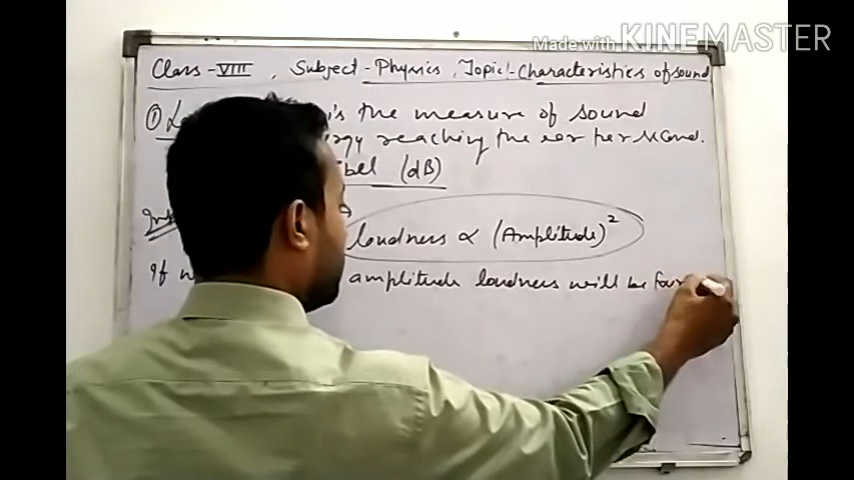 Made with KINEMASTER
Class-VIII, Subject-Physics, Topic!-Characteristics of sound
① is the measure of sound
reaching the ear per second.
(dB)
loudness ∝ (Amplitude)²
If amplitude loudness will be four